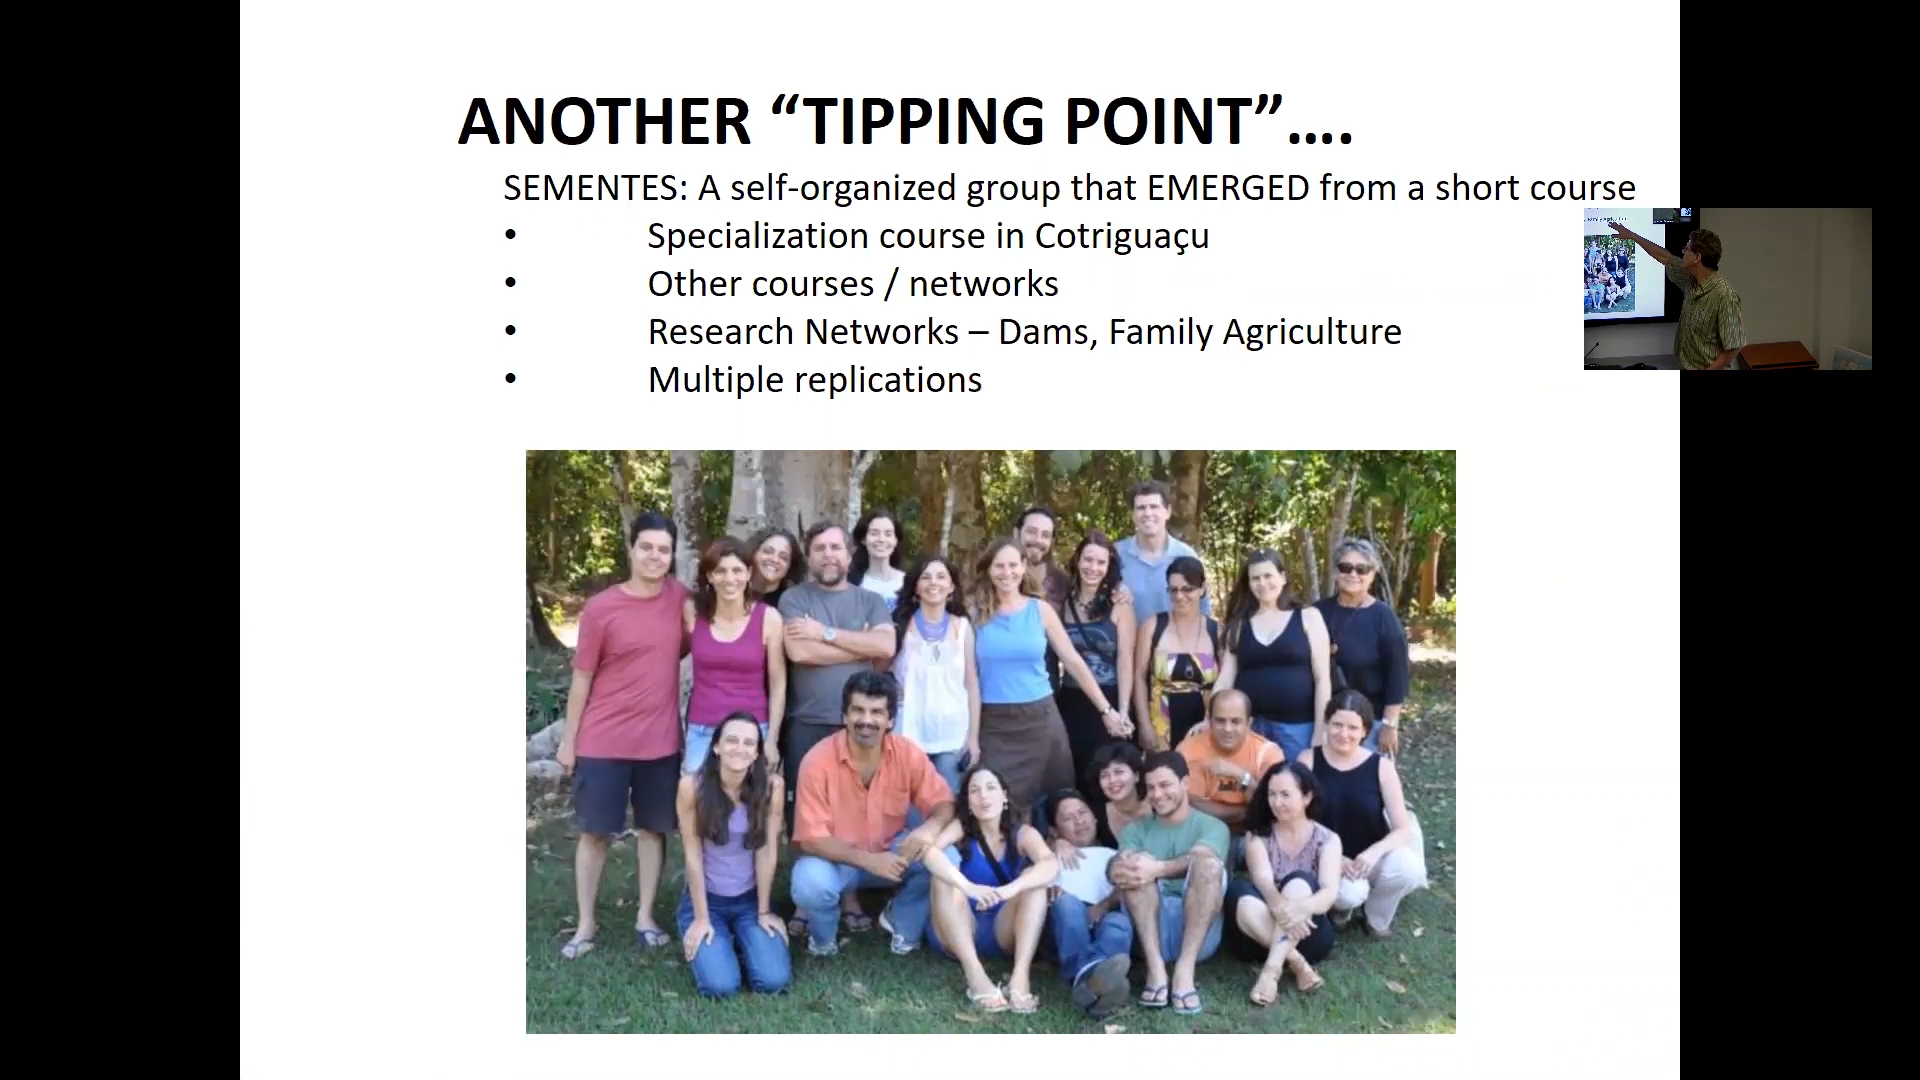 ANOTHER “TIPPING POINT”....
SEMENTES: A self-organized group that EMERGED from a short course
• Specialization course in Cotriguaçu
• Other courses / networks
• Research Networks – Dams, Family Agriculture
• Multiple replications